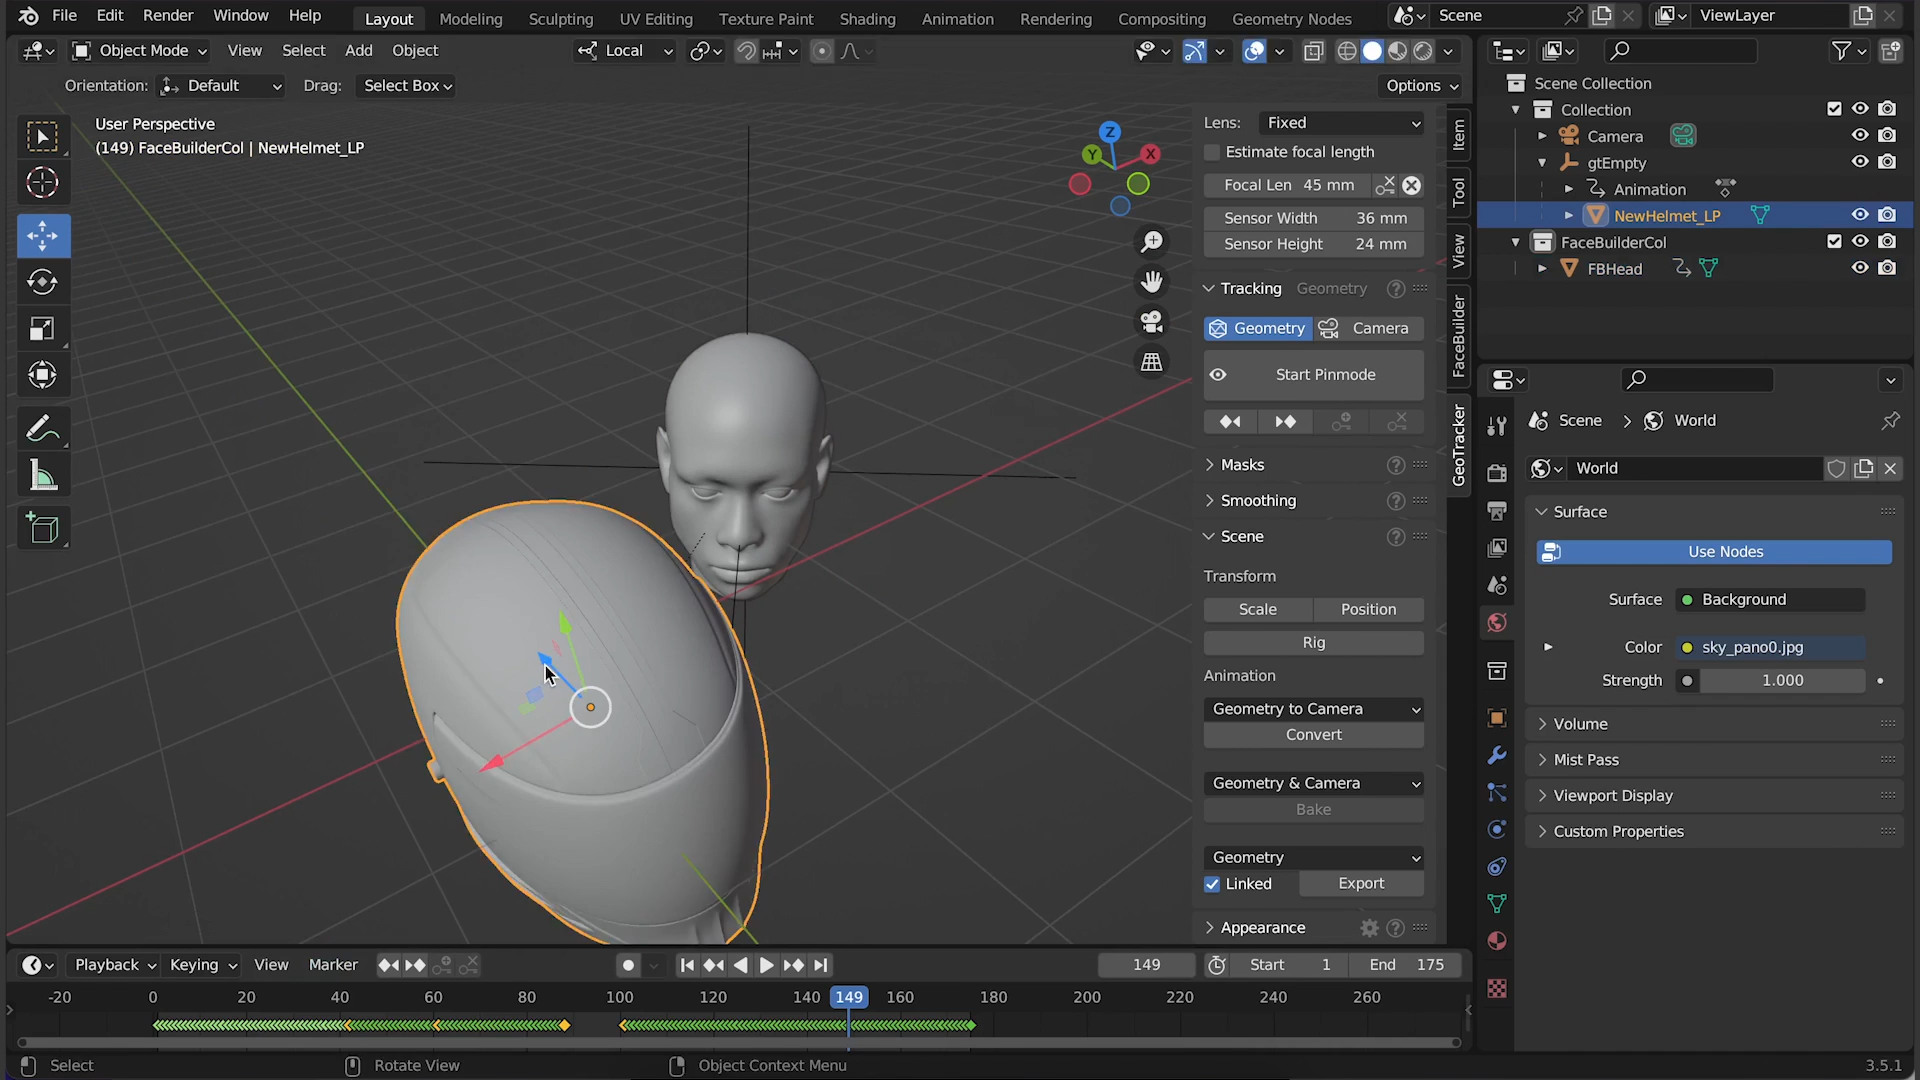 File Edit Render Window Help Layout Modeling Sculpting UV Editing Texture Paint Shading Animation Rendering Compositing Geometry Nodes Scene ViewLayer
Object Mode View Select Add Object Local
Orientation: Default Drag: Select Box Options
User Perspective
(149) FaceBuilderCol | NewHelmet_LP
Z
Y
X
Lens: Fixed
Estimate focal length
Focal Len 45 mm
Sensor Width 36 mm
Sensor Height 24 mm
Tracking Geometry
Geometry Camera
Start Pinmode
Masks
Smoothing
Scene
Transform
Scale Position
Rig
Animation
Geometry to Camera
Convert
Geometry & Camera
Bake
Geometry
Linked Export
Appearance
Item
Tool
View
FaceBuilder
GeoTracker
Scene Collection
Collection
Camera
gtEmpty
Animation
NewHelmet_LP
FaceBuilderCol
FBHead
Scene World
World
Surface
Use Nodes
Surface Background
Color sky_pano0.jpg
Strength 1.000
Volume
Mist Pass
Viewport Display
Custom Properties
Playback Keying View Marker 149 Start 1 End 175
-20 0 20 40 60 80 100 120 140 149 160 180 200 220 240 260
Select Rotate View Object Context Menu 3.5.1